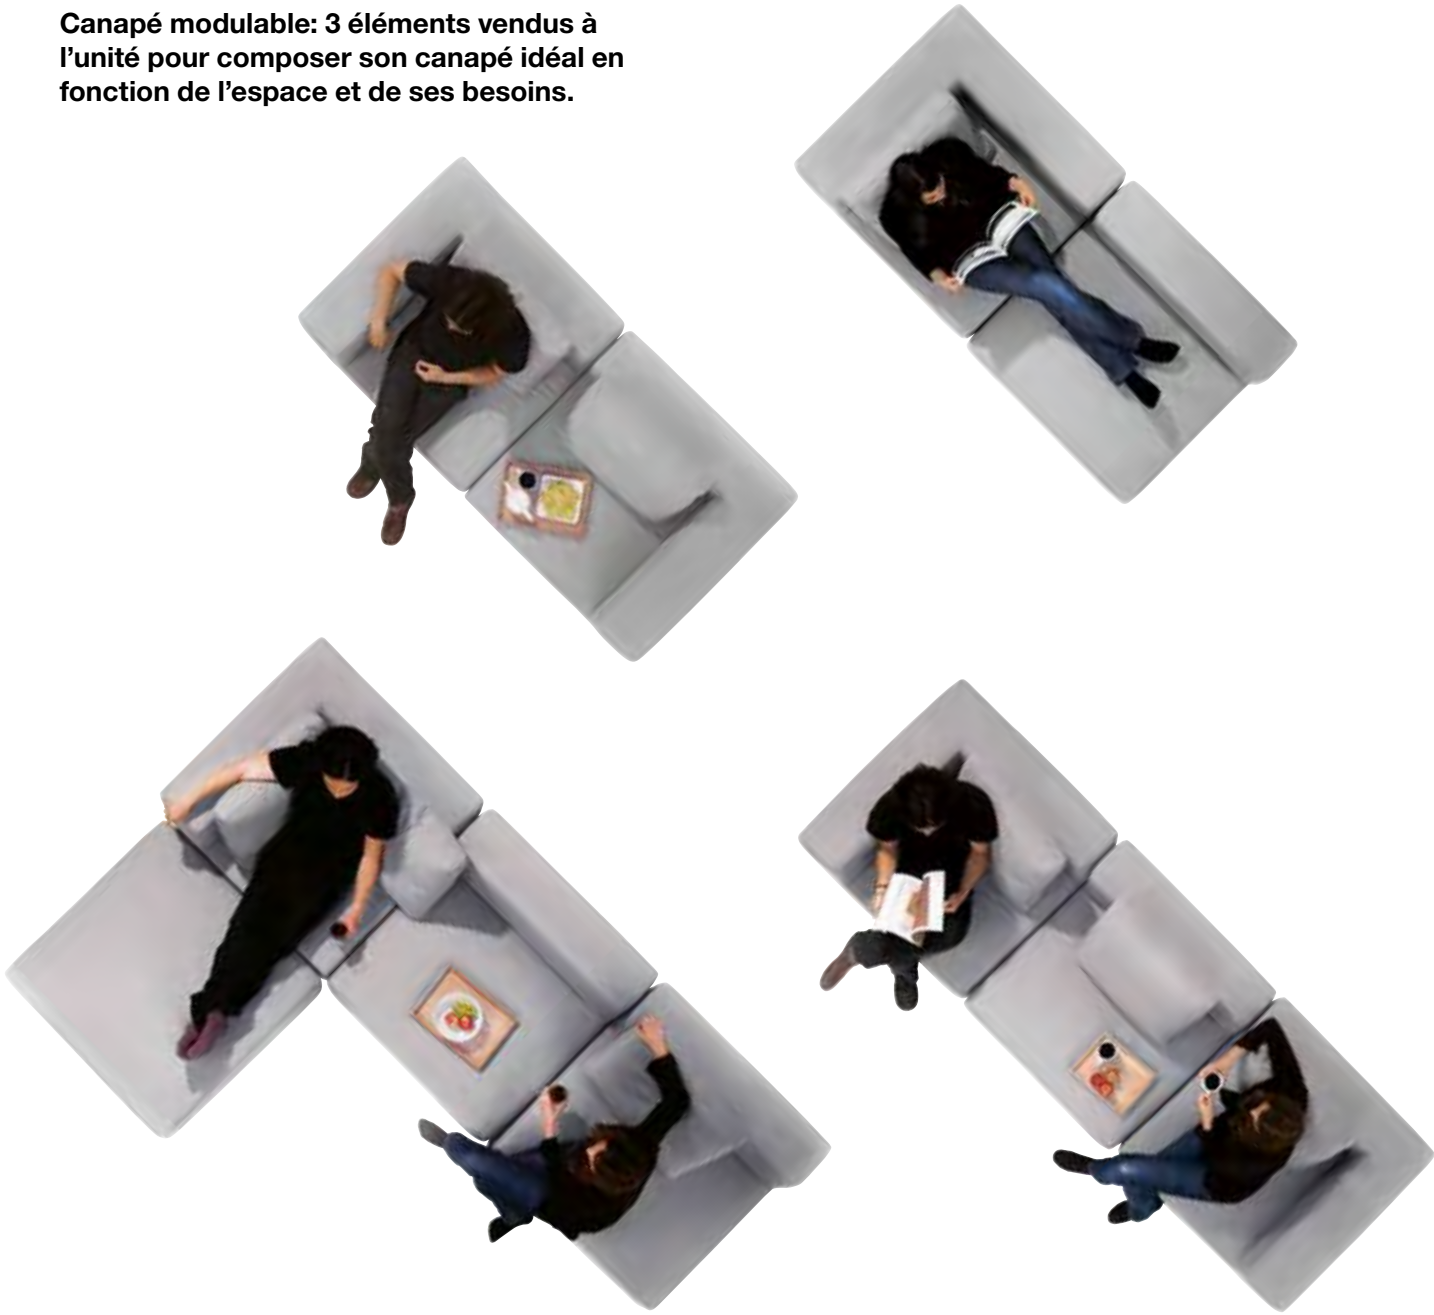 Canapé modulable: 3 éléments vendus à
l’unité pour composer son canapé idéal en
fonction de l’espace et de ses besoins.